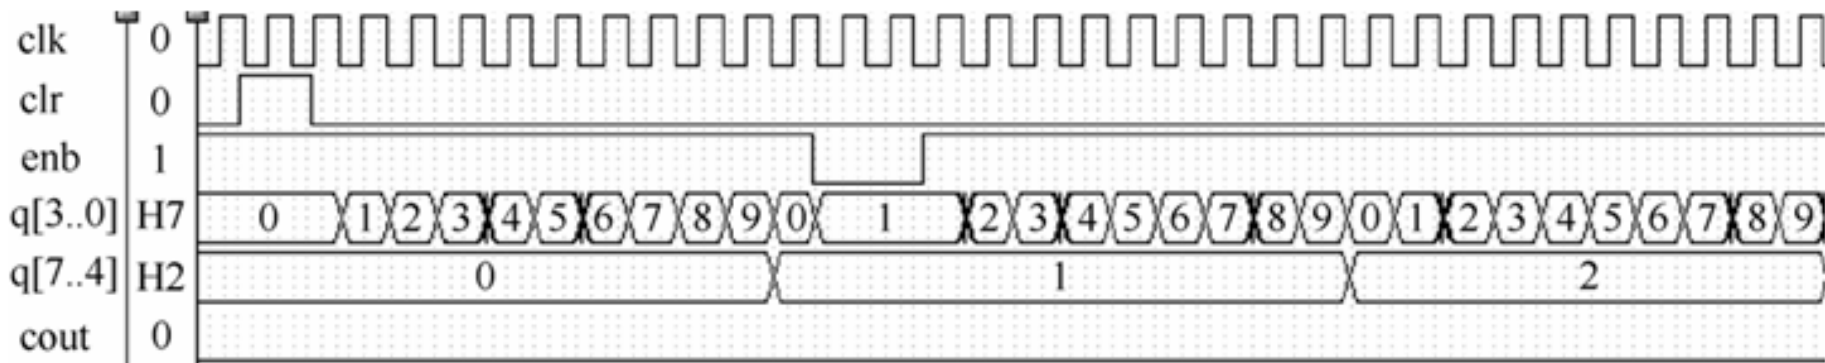 clk 0
clr 0
enb 1
q[3..0] H7 0 1 2 3 4 5 6 7 8 9 0 1 2 3 4 5 6 7 8 9 0 1 2 3 4 5 6 7 8 9
q[7..4] H2 0 1 2
cout 0